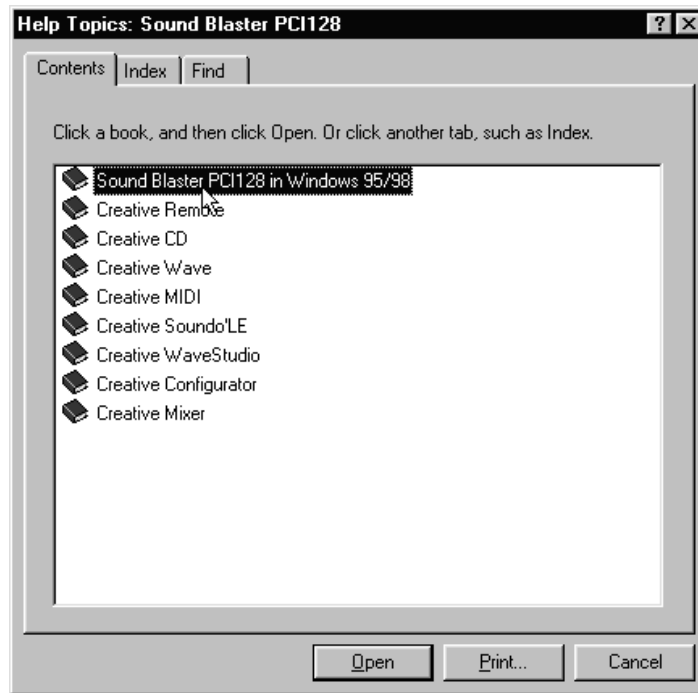 Help Topics: Sound Blaster PCI128
Contents Index Find
Click a book, and then click Open. Or click another tab, such as Index.
Sound Blaster PCI128 in Windows 95/98
Creative Remote
Creative CD
Creative Wave
Creative MIDI
Creative Soundo'LE
Creative WaveStudio
Creative Configurator
Creative Mixer
Open Print... Cancel